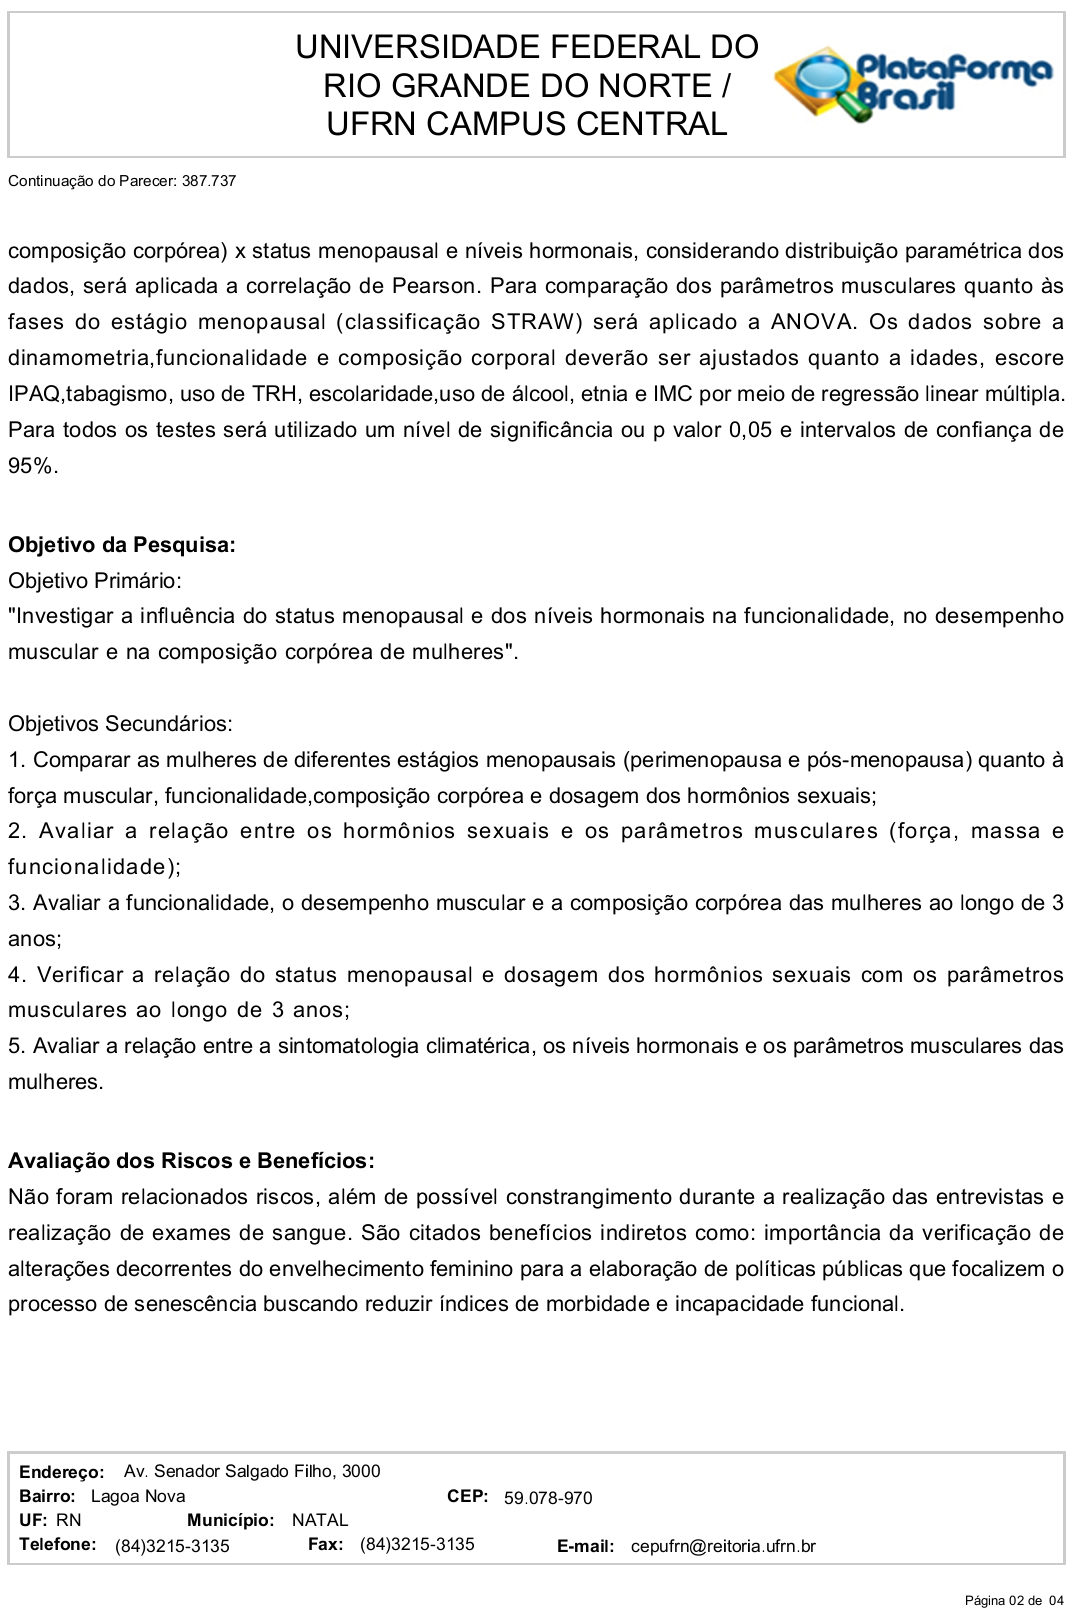 UNIVERSIDADE FEDERAL DO
RIO GRANDE DO NORTE /
UFRN CAMPUS CENTRAL
Plataforma
Brasil
Continuação do Parecer: 387.737
composição corpórea) x status menopausal e níveis hormonais, considerando distribuição paramétrica dos
dados, será aplicada a correlação de Pearson. Para comparação dos parâmetros musculares quanto às
fases do estágio menopausal (classificação STRAW) será aplicado a ANOVA. Os dados sobre a
dinamometria,funcionalidade e composição corporal deverão ser ajustados quanto a idades, escore
IPAQ,tabagismo, uso de TRH, escolaridade,uso de álcool, etnia e IMC por meio de regressão linear múltipla.
Para todos os testes será utilizado um nível de significância ou p valor 0,05 e intervalos de confiança de
95%.
Objetivo da Pesquisa:
Objetivo Primário:
"Investigar a influência do status menopausal e dos níveis hormonais na funcionalidade, no desempenho
muscular e na composição corpórea de mulheres".
Objetivos Secundários:
1. Comparar as mulheres de diferentes estágios menopausais (perimenopausa e pós-menopausa) quanto à
força muscular, funcionalidade,composição corpórea e dosagem dos hormônios sexuais;
2. Avaliar a relação entre os hormônios sexuais e os parâmetros musculares (força, massa e
funcionalidade);
3. Avaliar a funcionalidade, o desempenho muscular e a composição corpórea das mulheres ao longo de 3
anos;
4. Verificar a relação do status menopausal e dosagem dos hormônios sexuais com os parâmetros
musculares ao longo de 3 anos;
5. Avaliar a relação entre a sintomatologia climatérica, os níveis hormonais e os parâmetros musculares das
mulheres.
Avaliação dos Riscos e Benefícios:
Não foram relacionados riscos, além de possível constrangimento durante a realização das entrevistas e
realização de exames de sangue. São citados benefícios indiretos como: importância da verificação de
alterações decorrentes do envelhecimento feminino para a elaboração de políticas públicas que focalizem o
processo de senescência buscando reduzir índices de morbidade e incapacidade funcional.
Endereço: Av. Senador Salgado Filho, 3000
Bairro: Lagoa Nova CEP: 59.078-970
UF: RN Município: NATAL
Telefone: (84)3215-3135 Fax: (84)3215-3135 E-mail: cepufrn@reitoria.ufrn.br
Página 02 de 04